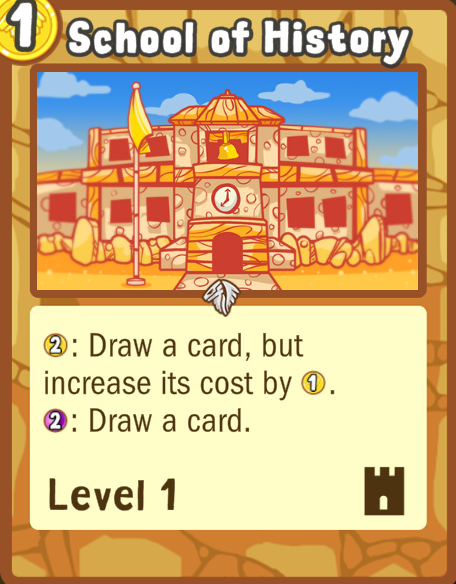 1 School of History
2: Draw a card, but
increase its cost by 1.
2: Draw a card.
Level 1